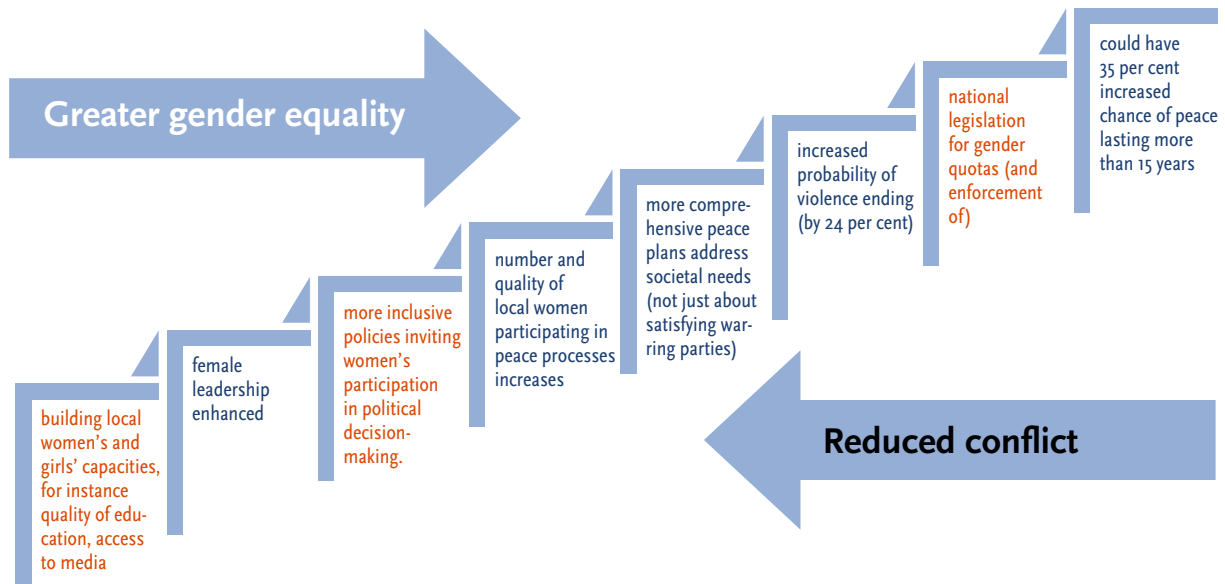 Greater gender equality
building local
women's and
girls' capacities,
for instance
quality of edu-
cation, access
to media
female
leadership
enhanced
more inclusive
policies inviting
women's
participation
in political
decision-
making.
number and
quality of
local women
participating in
peace processes
increases
more compre-
hensive peace
plans address
societal needs
(not just about
satisfying war-
ring parties)
increased
probability of
violence ending
(by 24 per cent)
national
legislation
for gender
quotas (and
enforcement
of)
could have
35 per cent
increased
chance of peace
lasting more
than 15 years
Reduced conflict